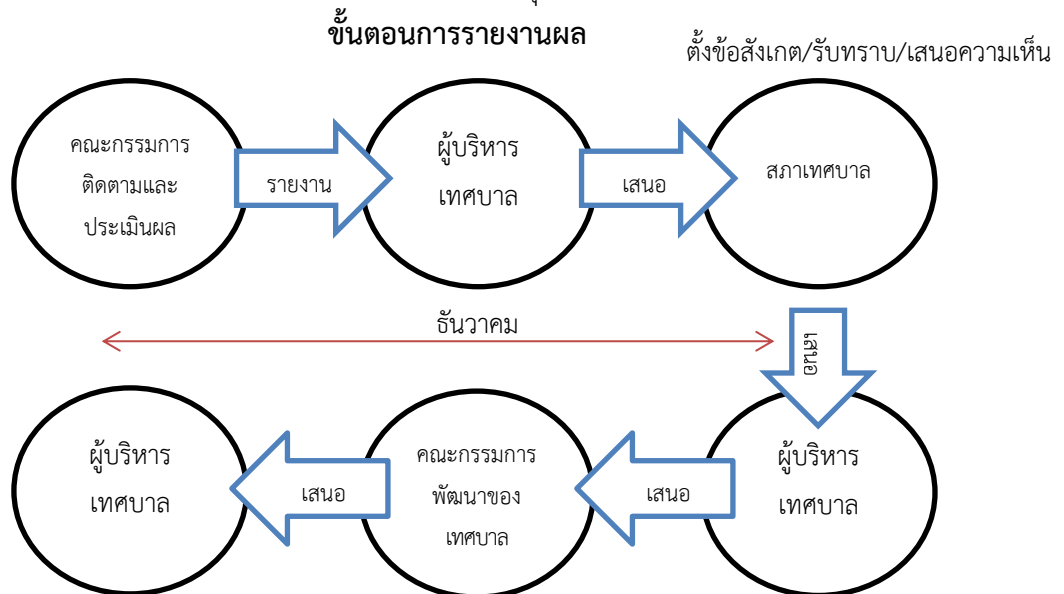 ขั้นตอนการรายงานผล
ตั้งข้อสังเกต/รับทราบ/เสนอความเห็น
คณะกรรมการ
ติดตามและ
ประเมินผล
รายงาน
ผู้บริหาร
เทศบาล
เสนอ
สภาเทศบาล
ธันวาคม
เสนอ
ผู้บริหาร
เทศบาล
เสนอ
คณะกรรมการ
พัฒนาของ
เทศบาล
เสนอ
ผู้บริหาร
เทศบาล